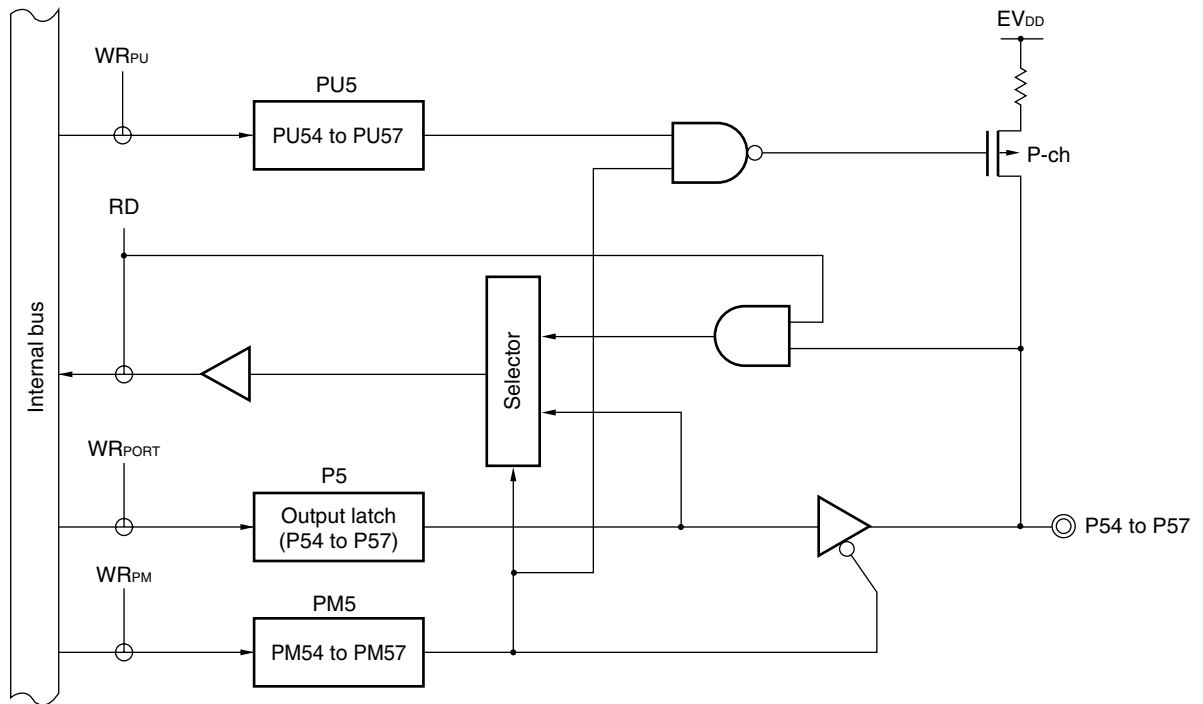 EVDD
WRPU
PU5
PU54 to PU57
P-ch
RD
Internal bus
Selector
WRPORT
P5
Output latch
(P54 to P57)
P54 to P57
WRPM
PM5
PM54 to PM57